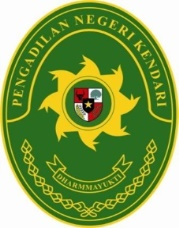 PENGADILAN NEGERI KENDARI
DHARMMAYUKTI